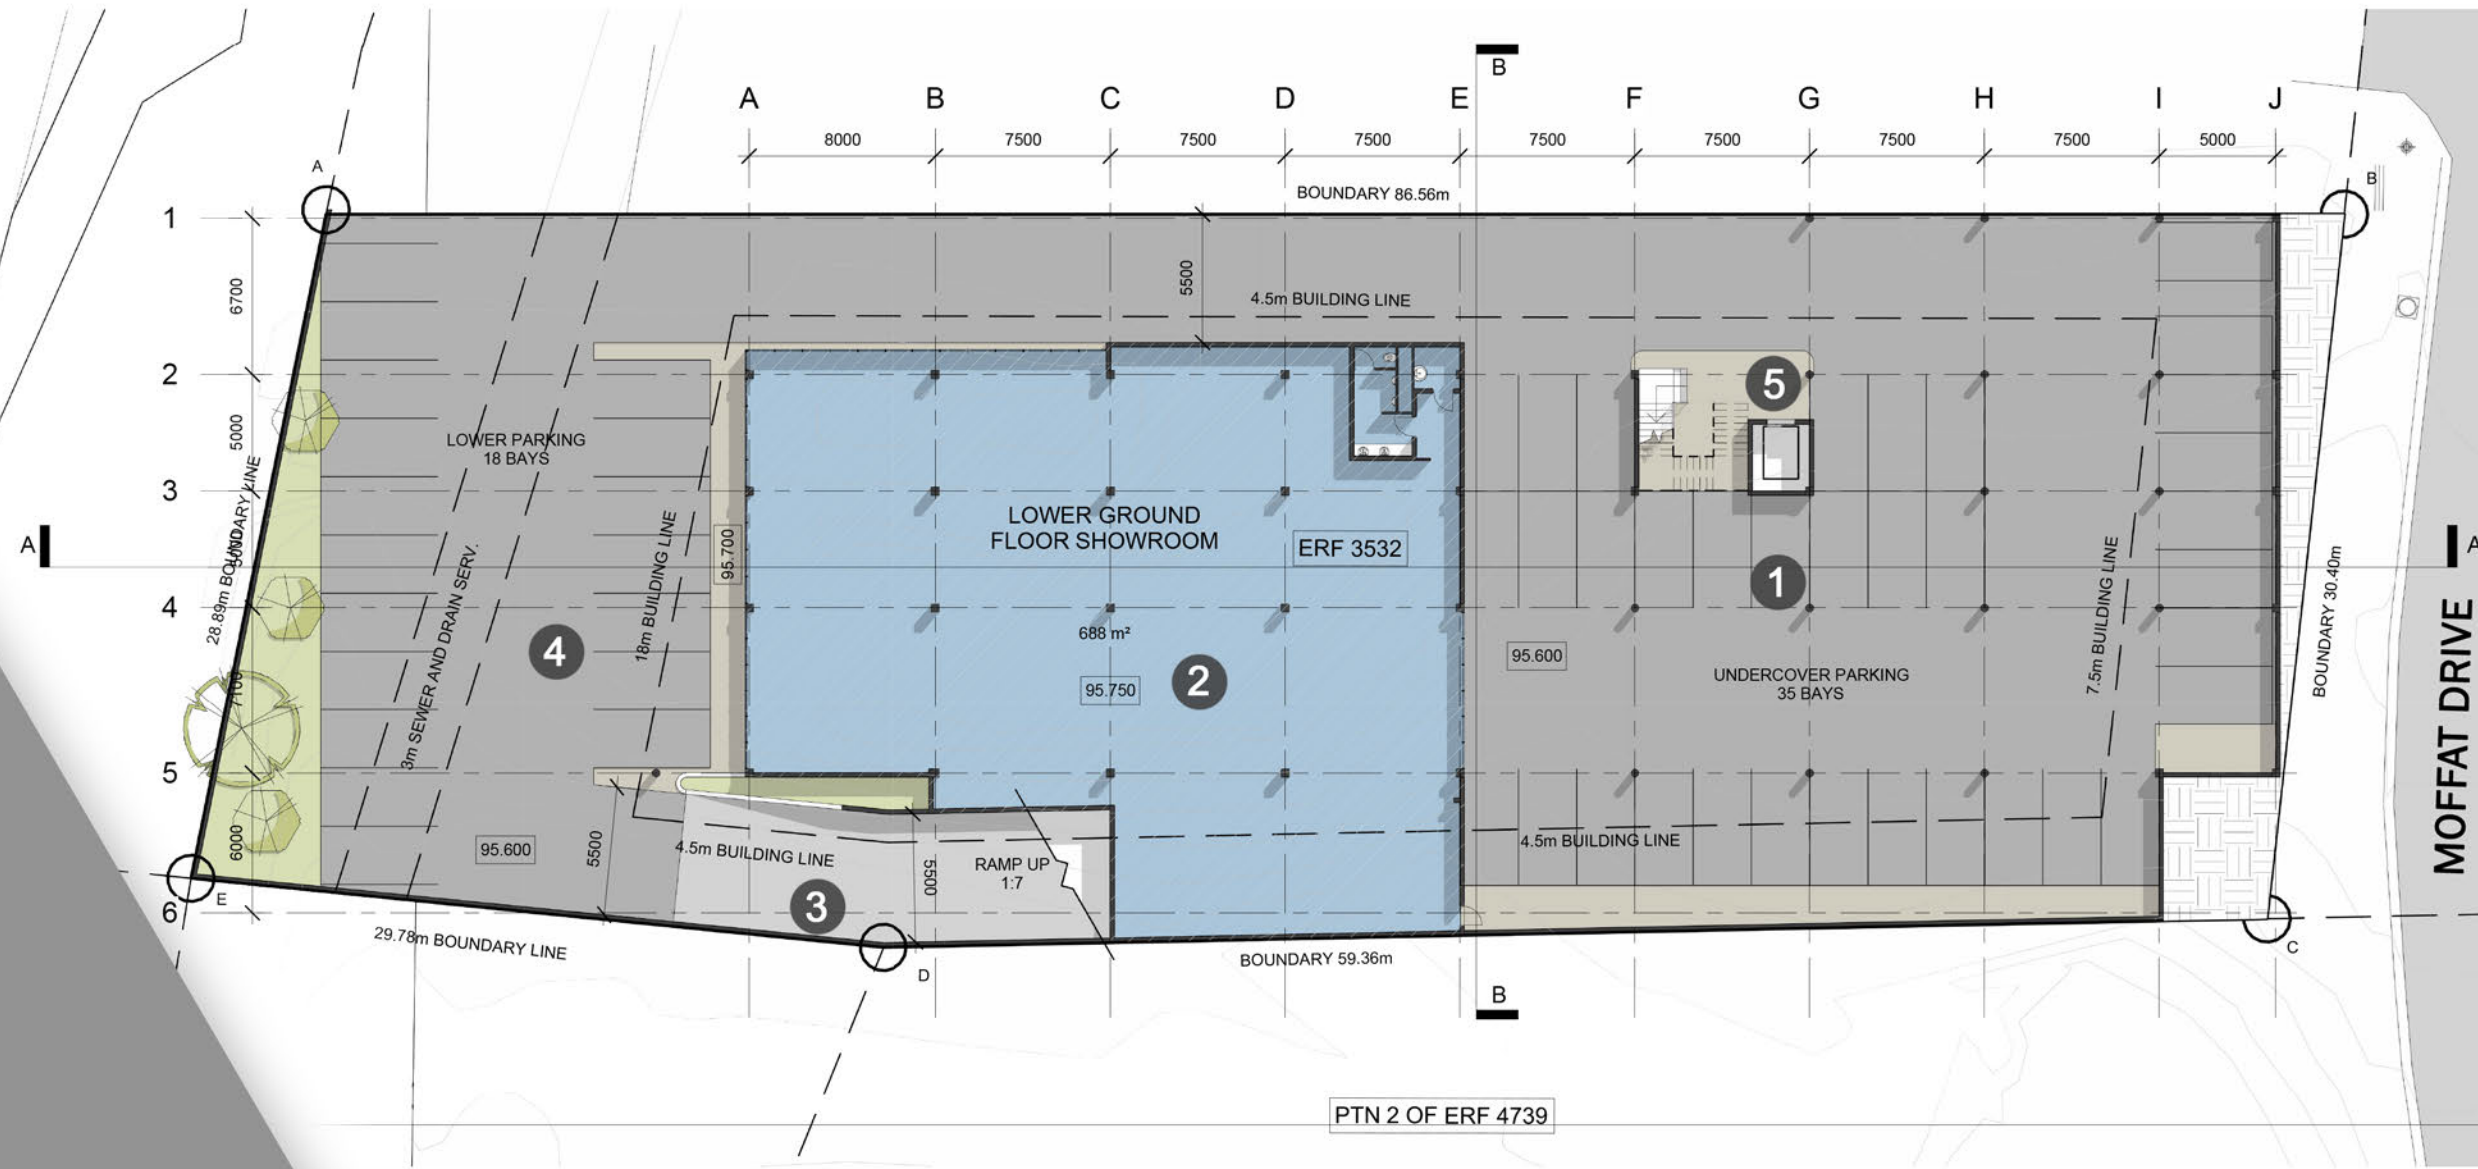 B
A B C D E F G H I J
8000 7500 7500 7500 7500 7500 7500 7500 5000
A
BOUNDARY 86.56m
B
1
6700
5500
4.5m BUILDING LINE
2
5
5000
LOWER PARKING
18 BAYS
3
LOWER GROUND
FLOOR SHOWROOM
ERF 3532
A
A
28.89m BOUNDARY LINE
5000
3m SEWER AND DRAIN SERV.
18m BUILDING LINE
95.700
1
7.5m BUILDING LINE
BOUNDARY 30.40m
MOFFAT DRIVE
4
688 m²
4
95.600
2
95.750
UNDERCOVER PARKING
35 BAYS
7100
5
6000
95.600
5500
4.5m BUILDING LINE
5500
RAMP UP
1:7
4.5m BUILDING LINE
E
3
6
29.78m BOUNDARY LINE
D
BOUNDARY 59.36m
C
B
PTN 2 OF ERF 4739